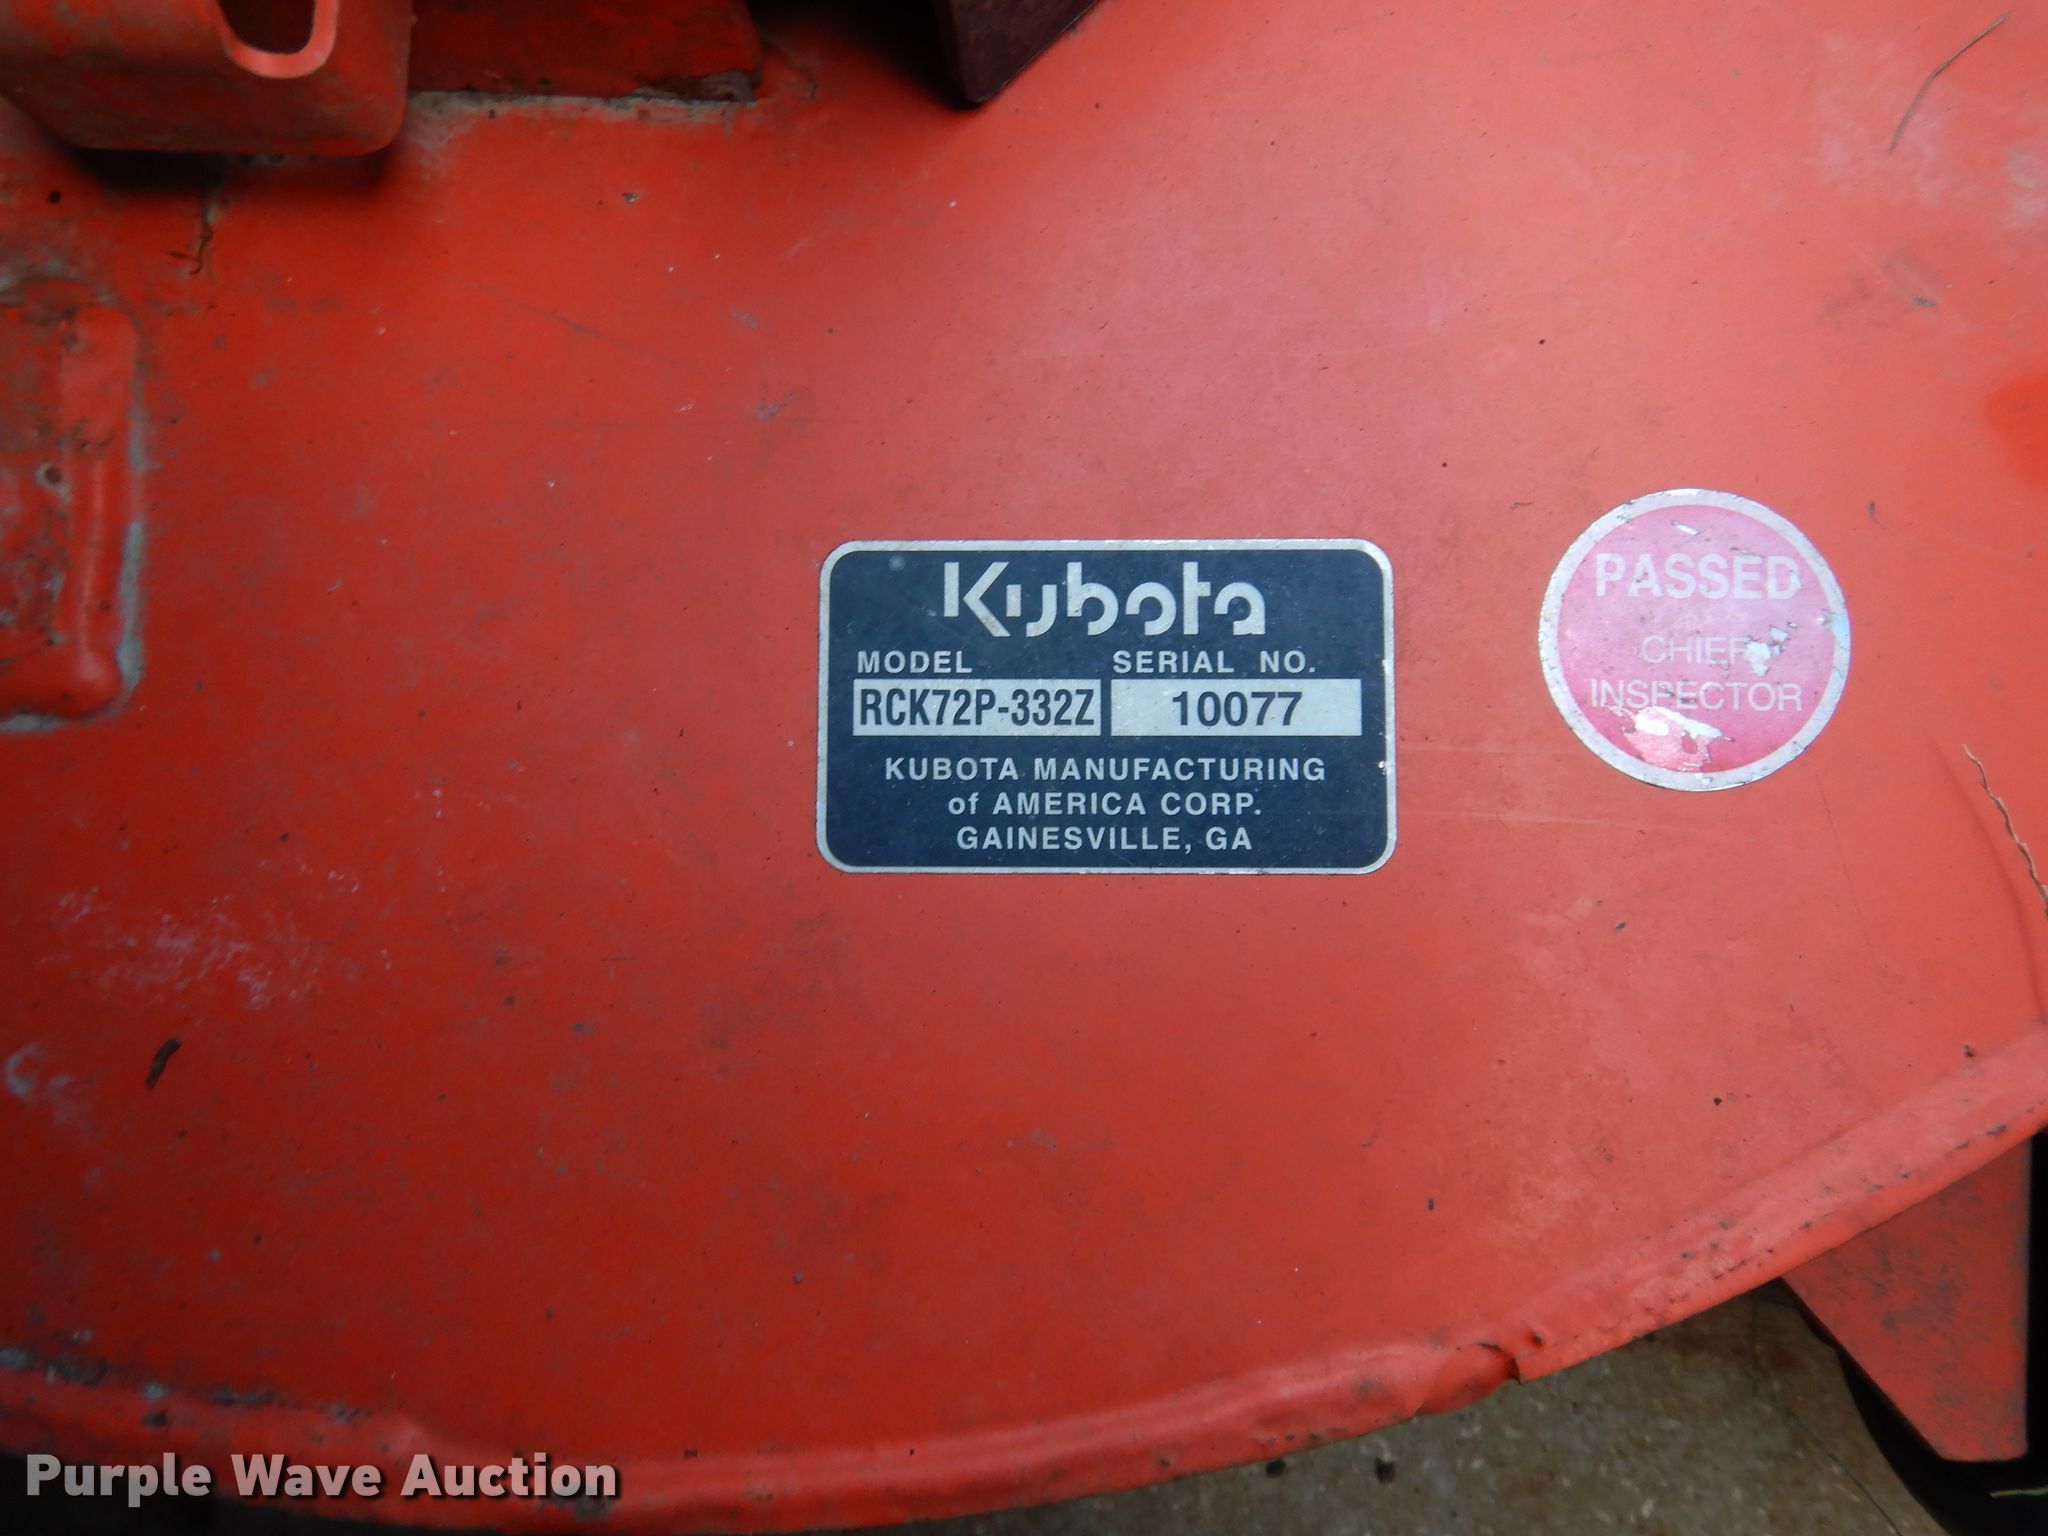 Kubota
MODEL SERIAL NO.
RCK72P-332Z 10077
KUBOTA MANUFACTURING
of AMERICA CORP.
GAINESVILLE, GA
PASSED
CHIEF
INSPECTOR
Purple Wave Auction